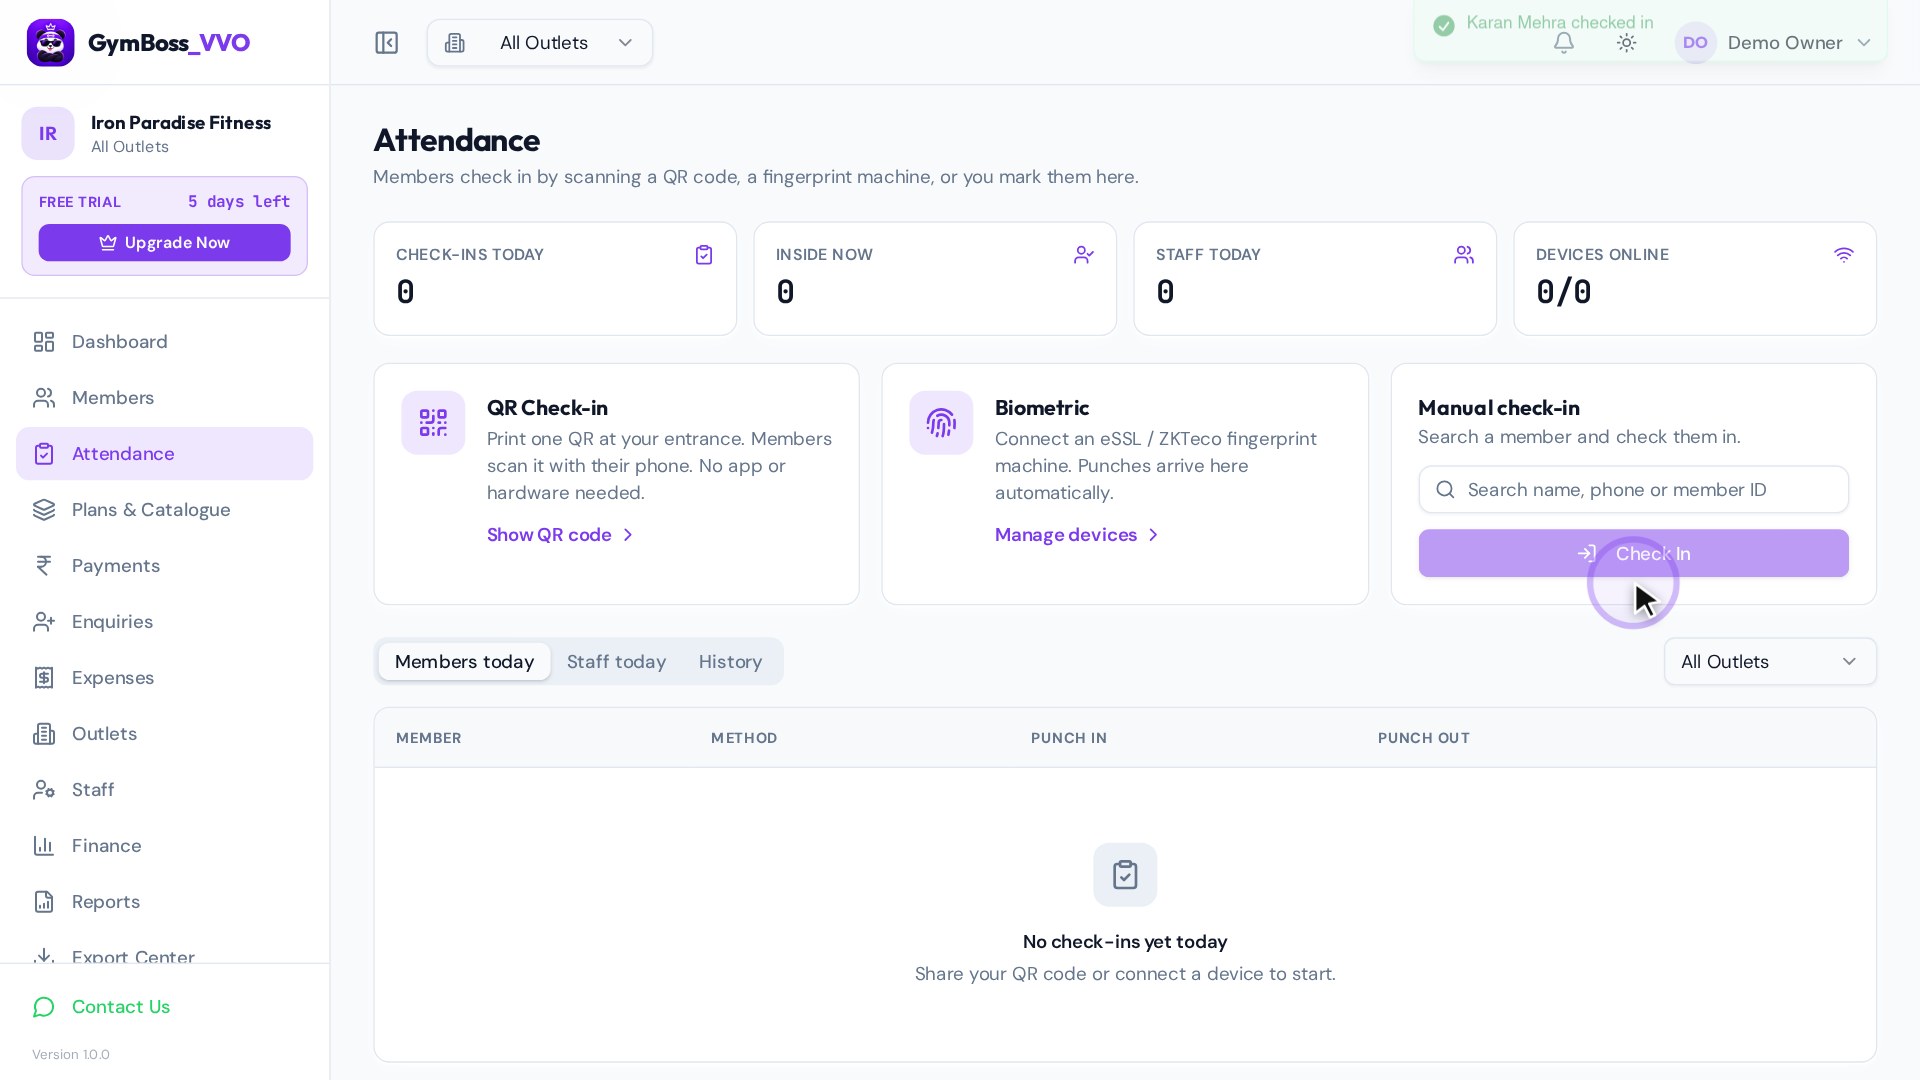 GymBoss_VVO
All Outlets
Karan Mehra checked in
DO Demo Owner
IR
Iron Paradise Fitness
All Outlets
FREE TRIAL 5 days left
Upgrade Now
Dashboard
Members
Attendance
Plans & Catalogue
Payments
Enquiries
Expenses
Outlets
Staff
Finance
Reports
Export Center
Contact Us
Version 1.0.0
Attendance
Members check in by scanning a QR code, a fingerprint machine, or you mark them here.
CHECK-INS TODAY
0
INSIDE NOW
0
STAFF TODAY
0
DEVICES ONLINE
0/0
QR Check-in
Print one QR at your entrance. Members
scan it with their phone. No app or
hardware needed.
Show QR code
Biometric
Connect an eSSL / ZKTeco fingerprint
machine. Punches arrive here
automatically.
Manage devices
Manual check-in
Search a member and check them in.
Search name, phone or member ID
Check In
Members today Staff today History
All Outlets
MEMBER METHOD PUNCH IN PUNCH OUT
No check-ins yet today
Share your QR code or connect a device to start.